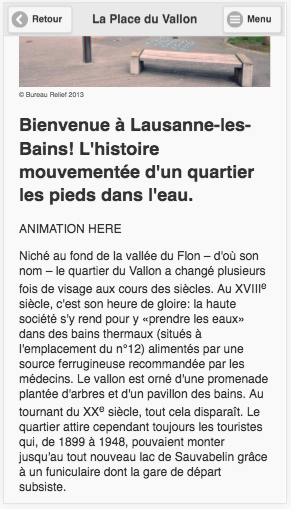 Retour
La Place du Vallon
Menu
© Bureau Relief 2013
Bienvenue à Lausanne-les-
Bains! L'histoire
mouvementée d'un quartier
les pieds dans l'eau.
ANIMATION HERE
Niché au fond de la vallée du Flon – d'où son
nom – le quartier du Vallon a changé plusieurs
fois de visage aux cours des siècles. Au XVIIIe
siècle, c'est son heure de gloire: la haute
société s'y rend pour y «prendre les eaux»
dans des bains thermaux (situés à
l'emplacement du n°12) alimentés par une
source ferrugineuse recommandée par les
médecins. Le vallon est orné d'une promenade
plantée d'arbres et d'un pavillon des bains. Au
tournant du XXe siècle, tout cela disparaît. Le
quartier attire cependant toujours les touristes
qui, de 1899 à 1948, pouvaient monter
jusqu'au tout nouveau lac de Sauvabelin grâce
à un funiculaire dont la gare de départ
subsiste.